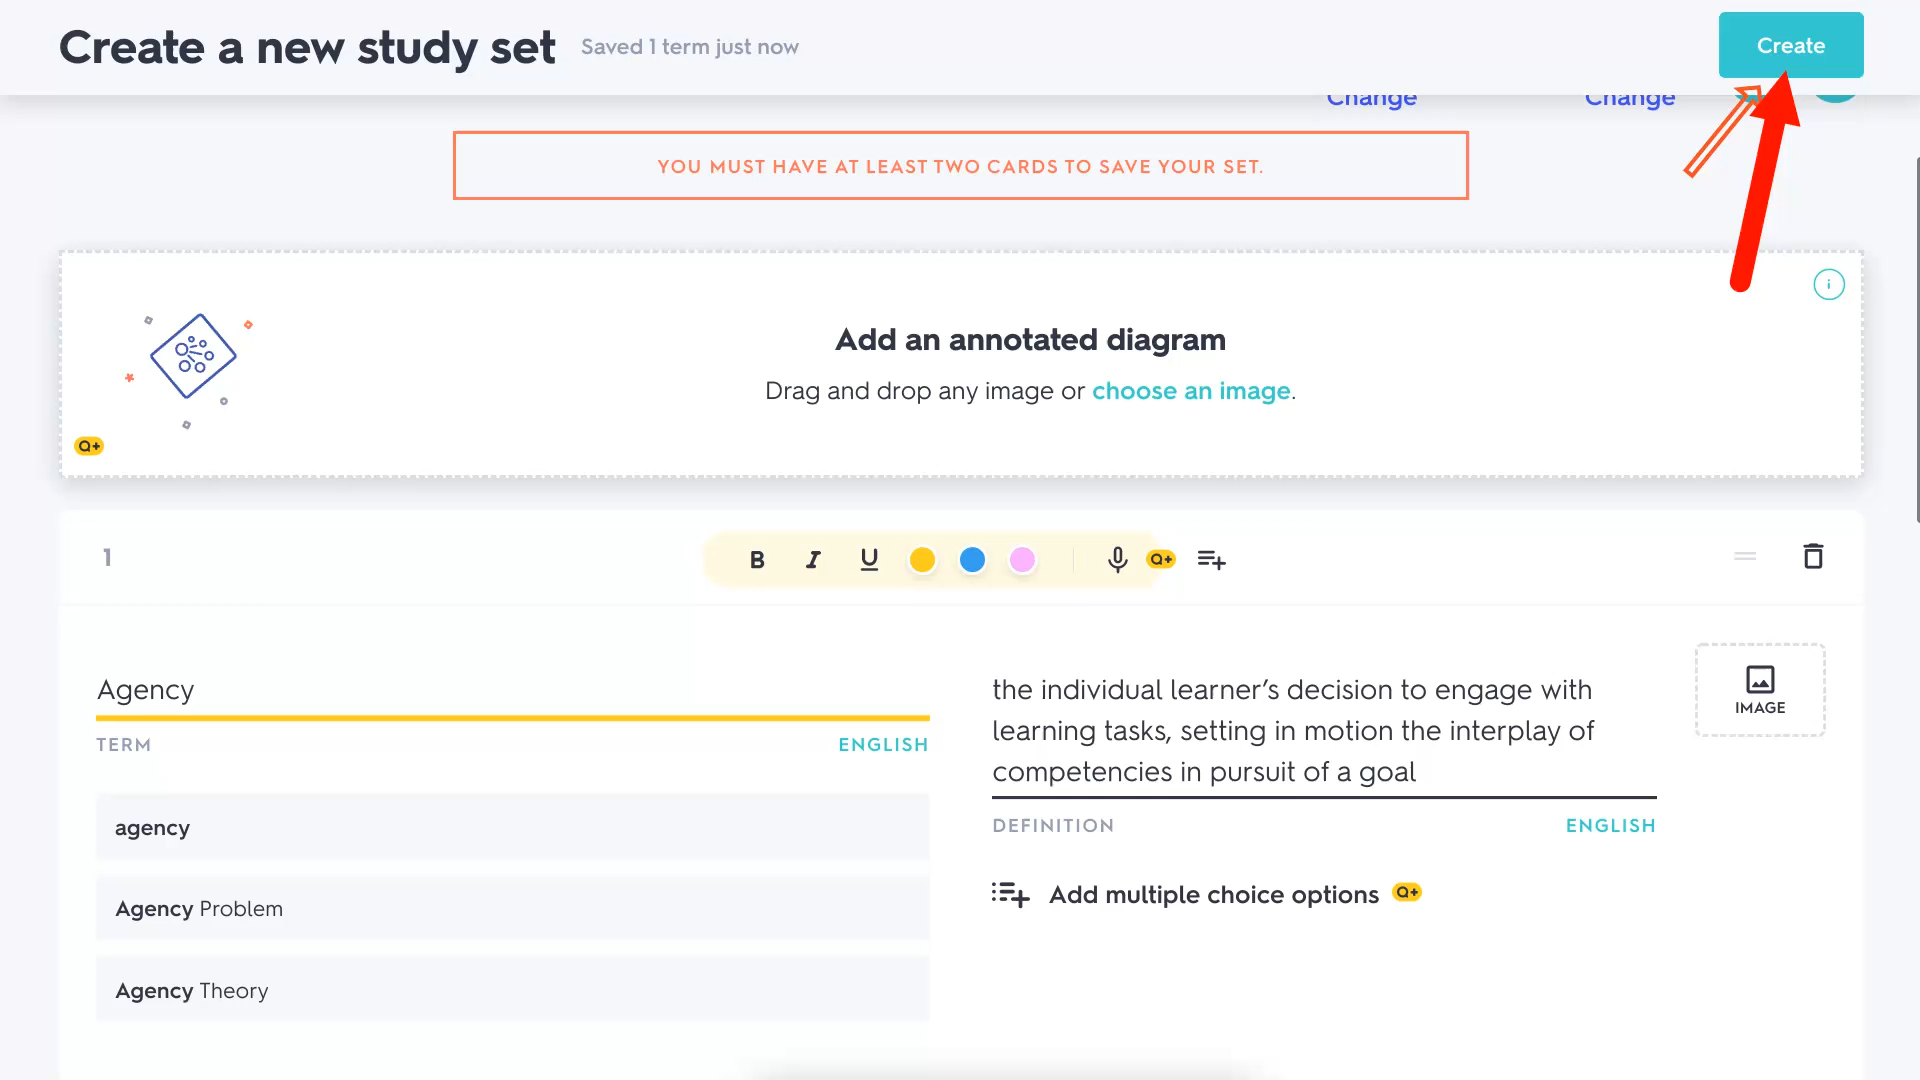 Create a new study set Saved 1 term just now
Create
Change Change
YOU MUST HAVE AT LEAST TWO CARDS TO SAVE YOUR SET.
Add an annotated diagram
Drag and drop any image or choose an image.
Q+
1
B I U Q+
Agency
TERM ENGLISH
agency
Agency Problem
Agency Theory
the individual learner’s decision to engage with
learning tasks, setting in motion the interplay of
competencies in pursuit of a goal
DEFINITION ENGLISH
Add multiple choice options Q+
IMAGE